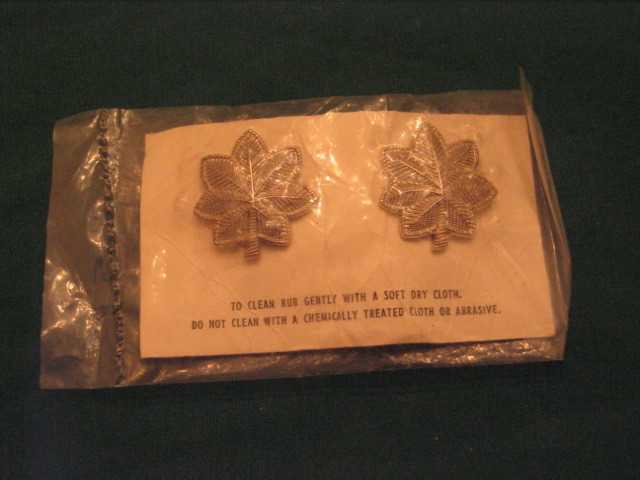 TO CLEAN RUB GENTLY WITH A SOFT DRY CLOTH.
DO NOT CLEAN WITH A CHEMICALLY TREATED CLOTH OR ABRASIVE.